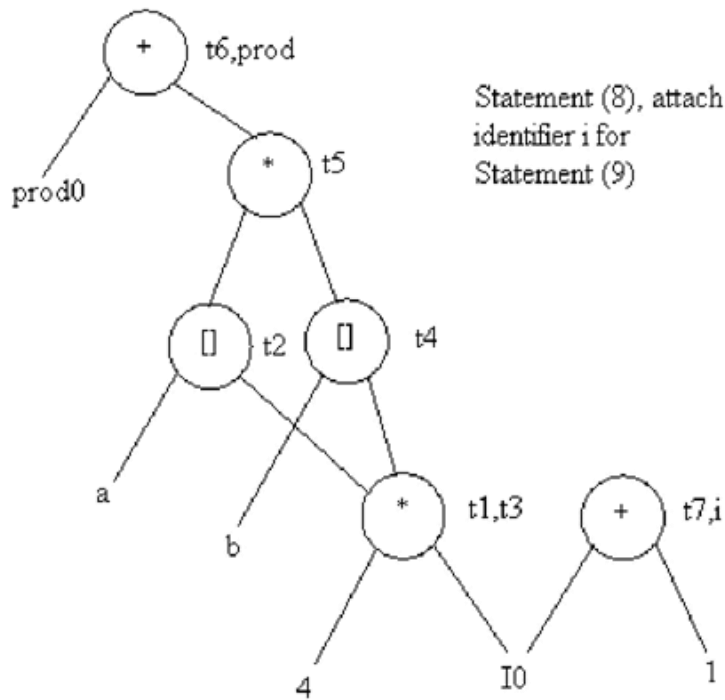 +
t6,prod
Statement (8), attach
identifier i for
Statement (9)
*
t5
prod0
[]
t2
[]
t4
a
b
*
t1,t3
+
t7,i
4
I0
1